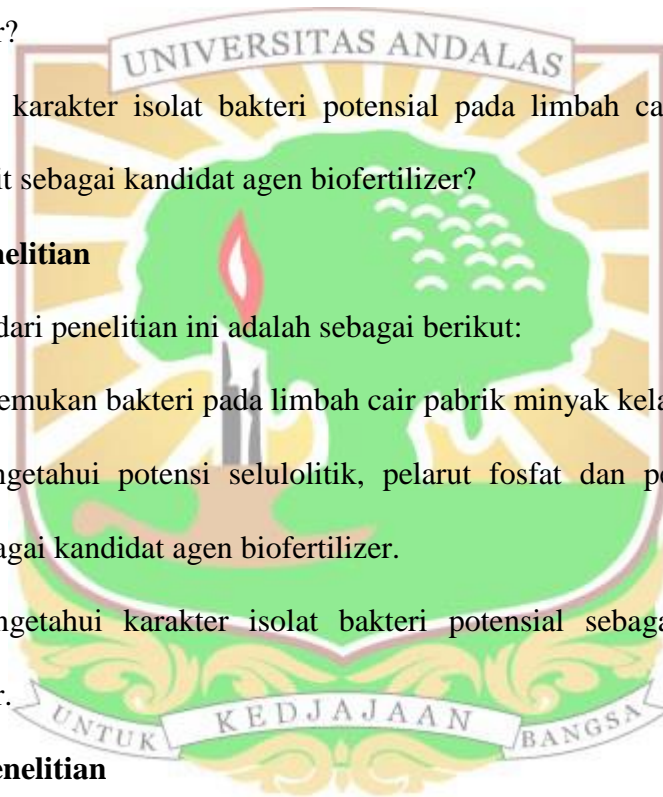 r?
UNIVERSITAS ANDALAS
karakter isolat bakteri potensial pada limbah ca
it sebagai kandidat agen biofertilizer?
nelitian
dari penelitian ini adalah sebagai berikut:
emukan bakteri pada limbah cair pabrik minyak kela
ngetahui potensi selulolitik, pelarut fosfat dan pe
agai kandidat agen biofertilizer.
ngetahui karakter isolat bakteri potensial sebaga
r.
UNTUK KEDJAJAAN BANGSA
enelitian